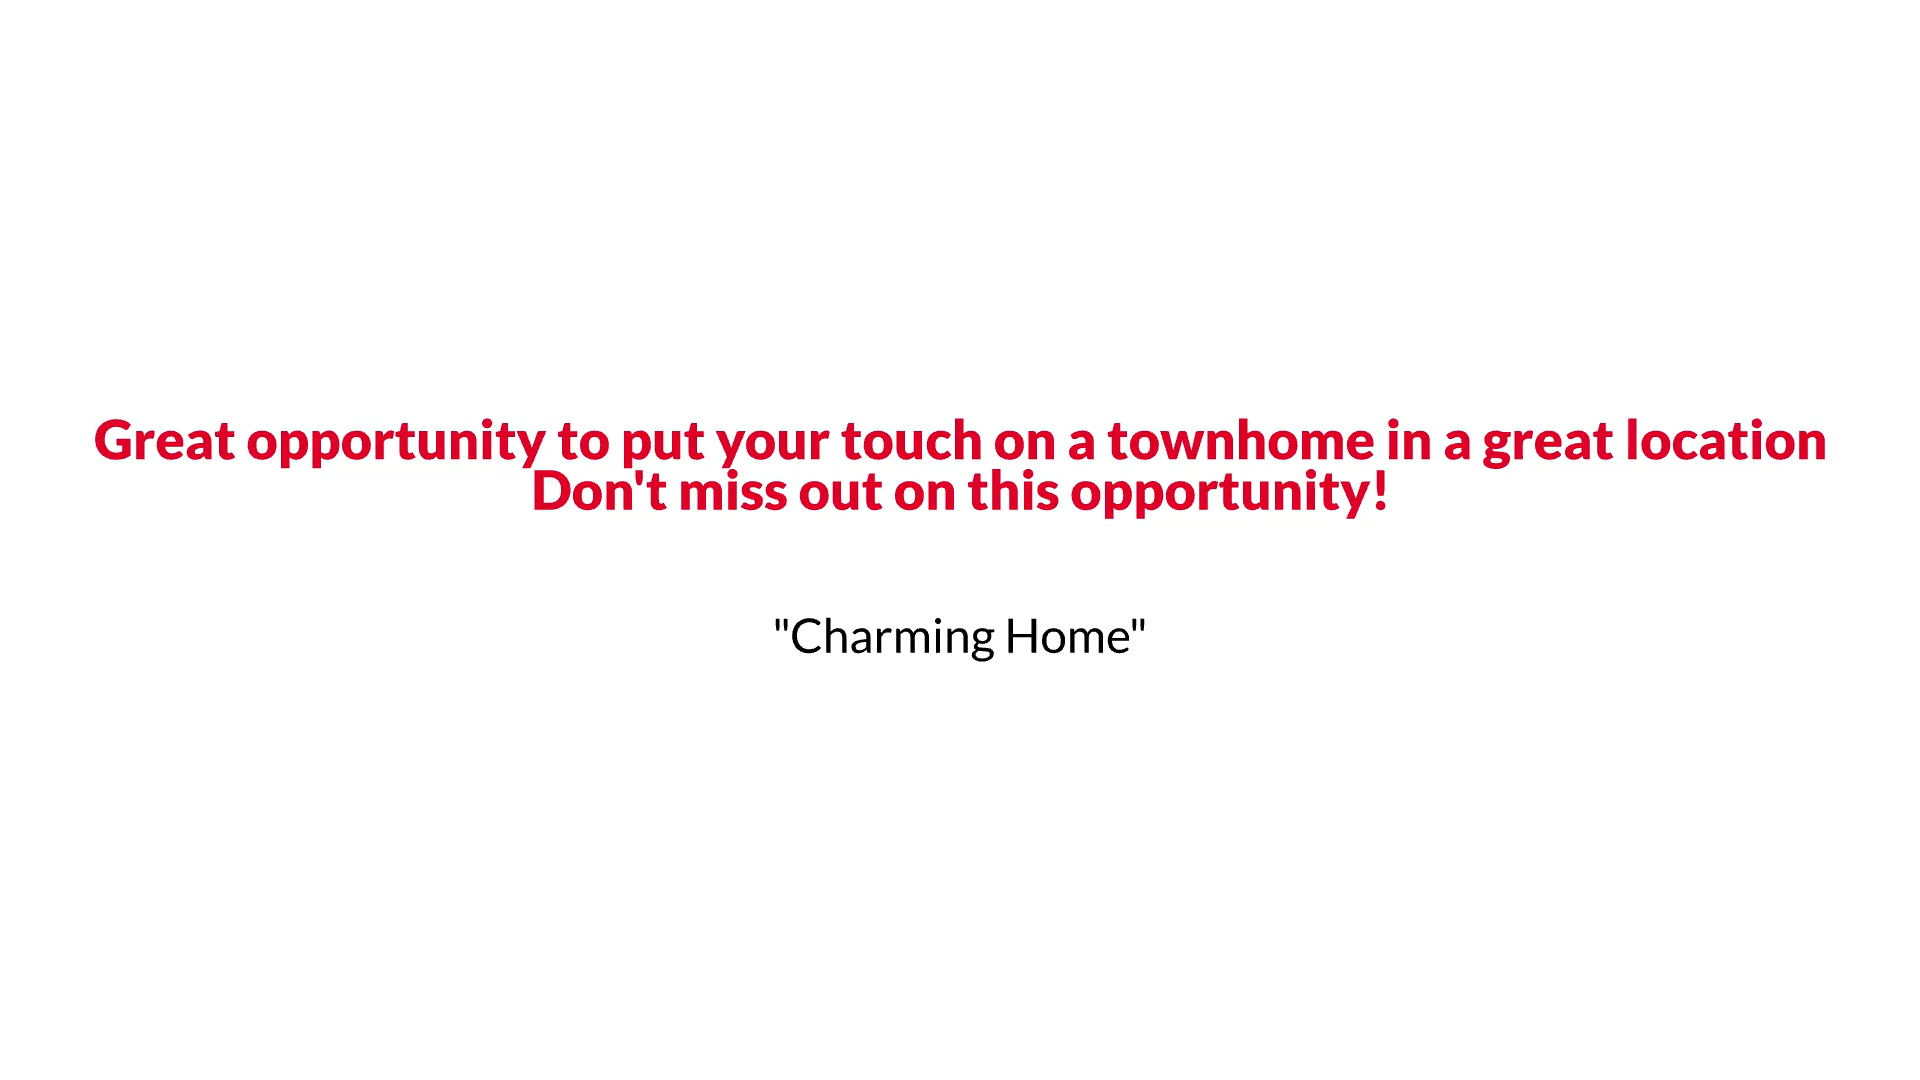 Great opportunity to put your touch on a townhome in a great location
Don't miss out on this opportunity!
"Charming Home"